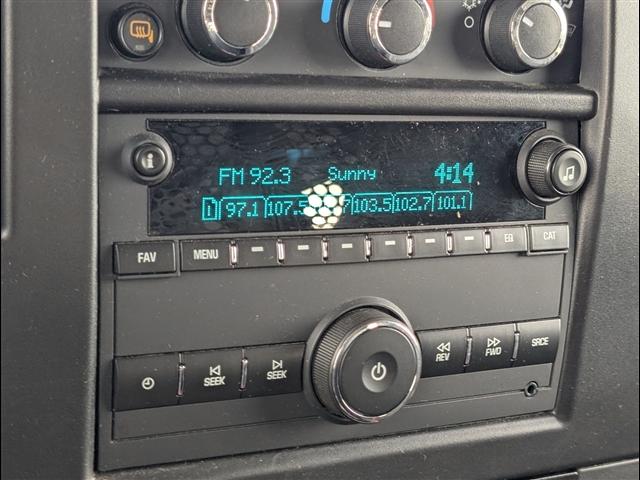 FM 92.3 Sunny 4:14
1 97.1 107.5 103.5 102.7 101.1
FAV MENU EQ CAT
SEEK SEEK REV FWD SRCE